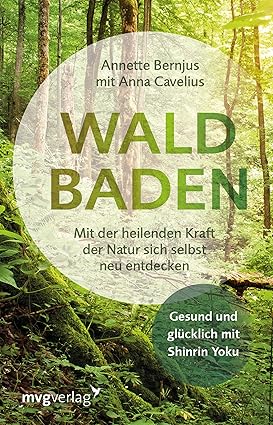 Annette Bernjus
mit Anna Cavelius
WALD
BADEN
Mit der heilenden Kraft
der Natur sich selbst
neu entdecken
Gesund und
glücklich mit
Shinrin Yoku
mvgverlag